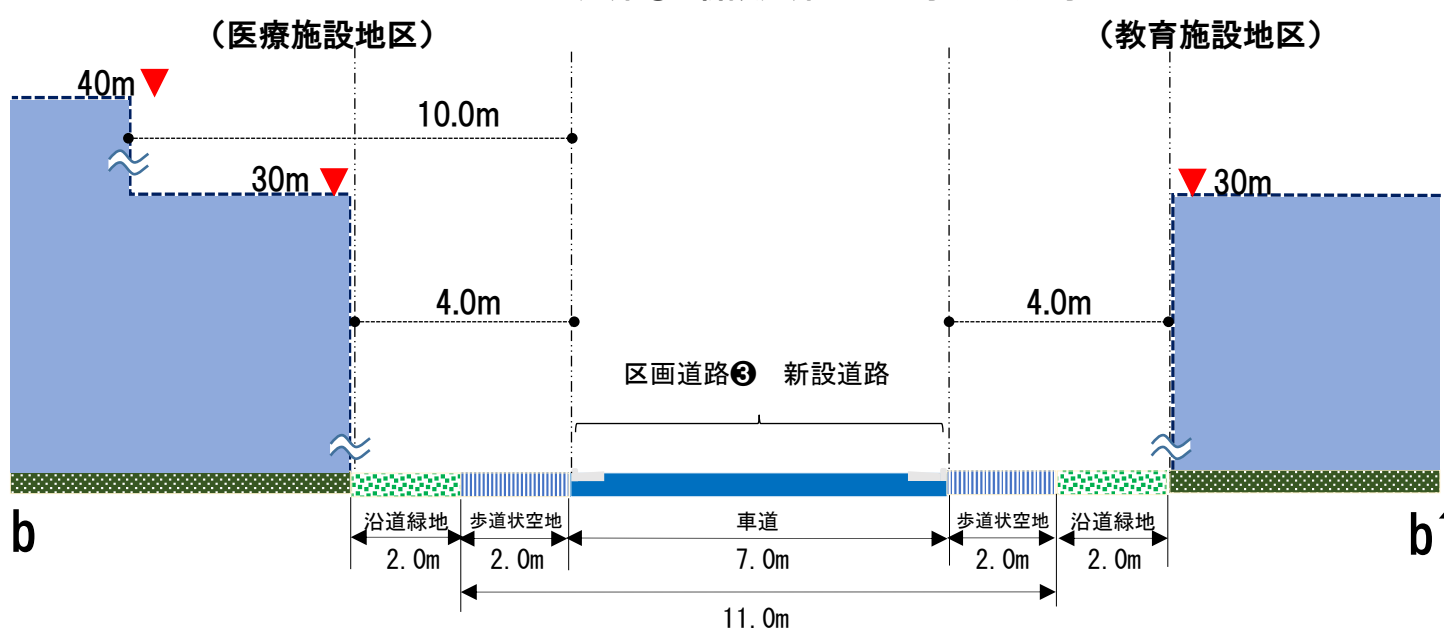 （医療施設地区）
（教育施設地区）
40m
10.0m
30m
30m
4.0m
4.0m
区画道路❸　新設道路
b
b´
沿道緑地
歩道状空地
車道
歩道状空地
沿道緑地
2.0m
2.0m
7.0m
2.0m
2.0m
11.0m